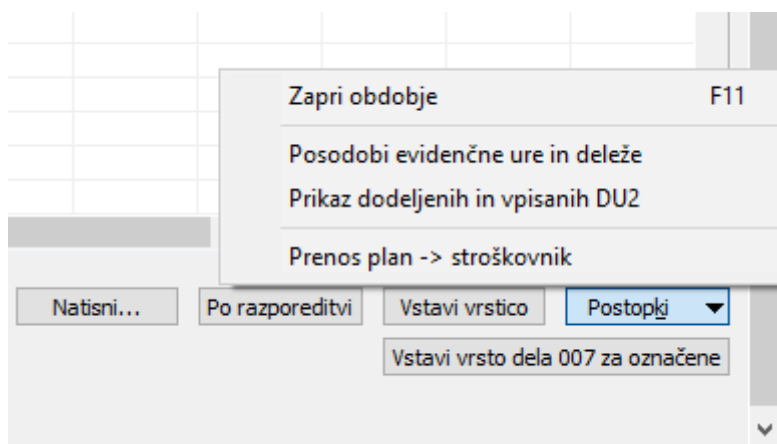 Zapri obdobje F11
Posodobi evidenčne ure in deleže
Prikaz dodeljenih in vpisanih DU2
Prenos plan -> stroškovnik
Natisni... Po razporeditvi Vstavi vrstico Postopki
Vstavi vrsto dela 007 za označene